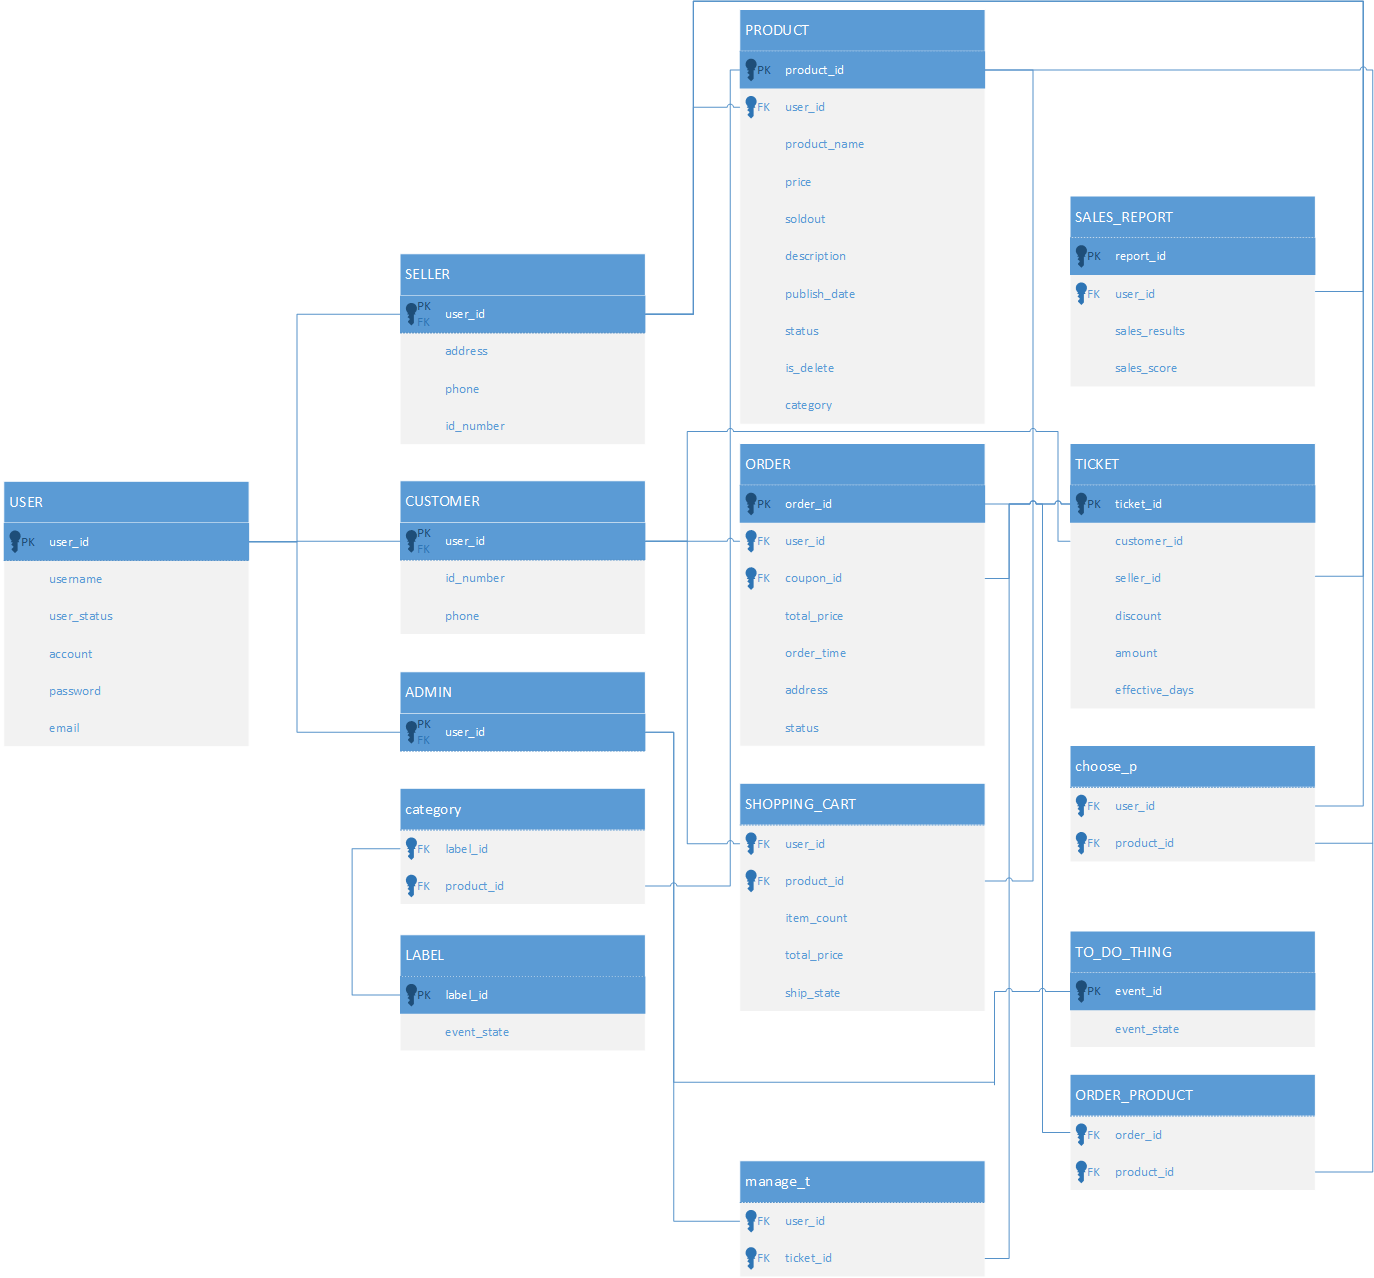 PRODUCT
PK product_id
FK user_id
product_name
price
soldout
description
publish_date
status
is_delete
category
SALES_REPORT
PK report_id
FK user_id
sales_results
sales_score
SELLER
PK
FK
user_id
address
phone
id_number
USER
PK user_id
username
user_status
account
password
email
CUSTOMER
PK
FK
user_id
id_number
phone
ORDER
PK order_id
FK user_id
FK coupon_id
total_price
order_time
address
status
TICKET
PK ticket_id
customer_id
seller_id
discount
amount
effective_days
ADMIN
PK
FK
user_id
category
FK label_id
FK product_id
LABEL
PK label_id
event_state
SHOPPING_CART
FK user_id
FK product_id
item_count
total_price
ship_state
choose_p
FK user_id
FK product_id
TO_DO_THING
PK event_id
event_state
ORDER_PRODUCT
FK order_id
FK product_id
manage_t
FK user_id
FK ticket_id